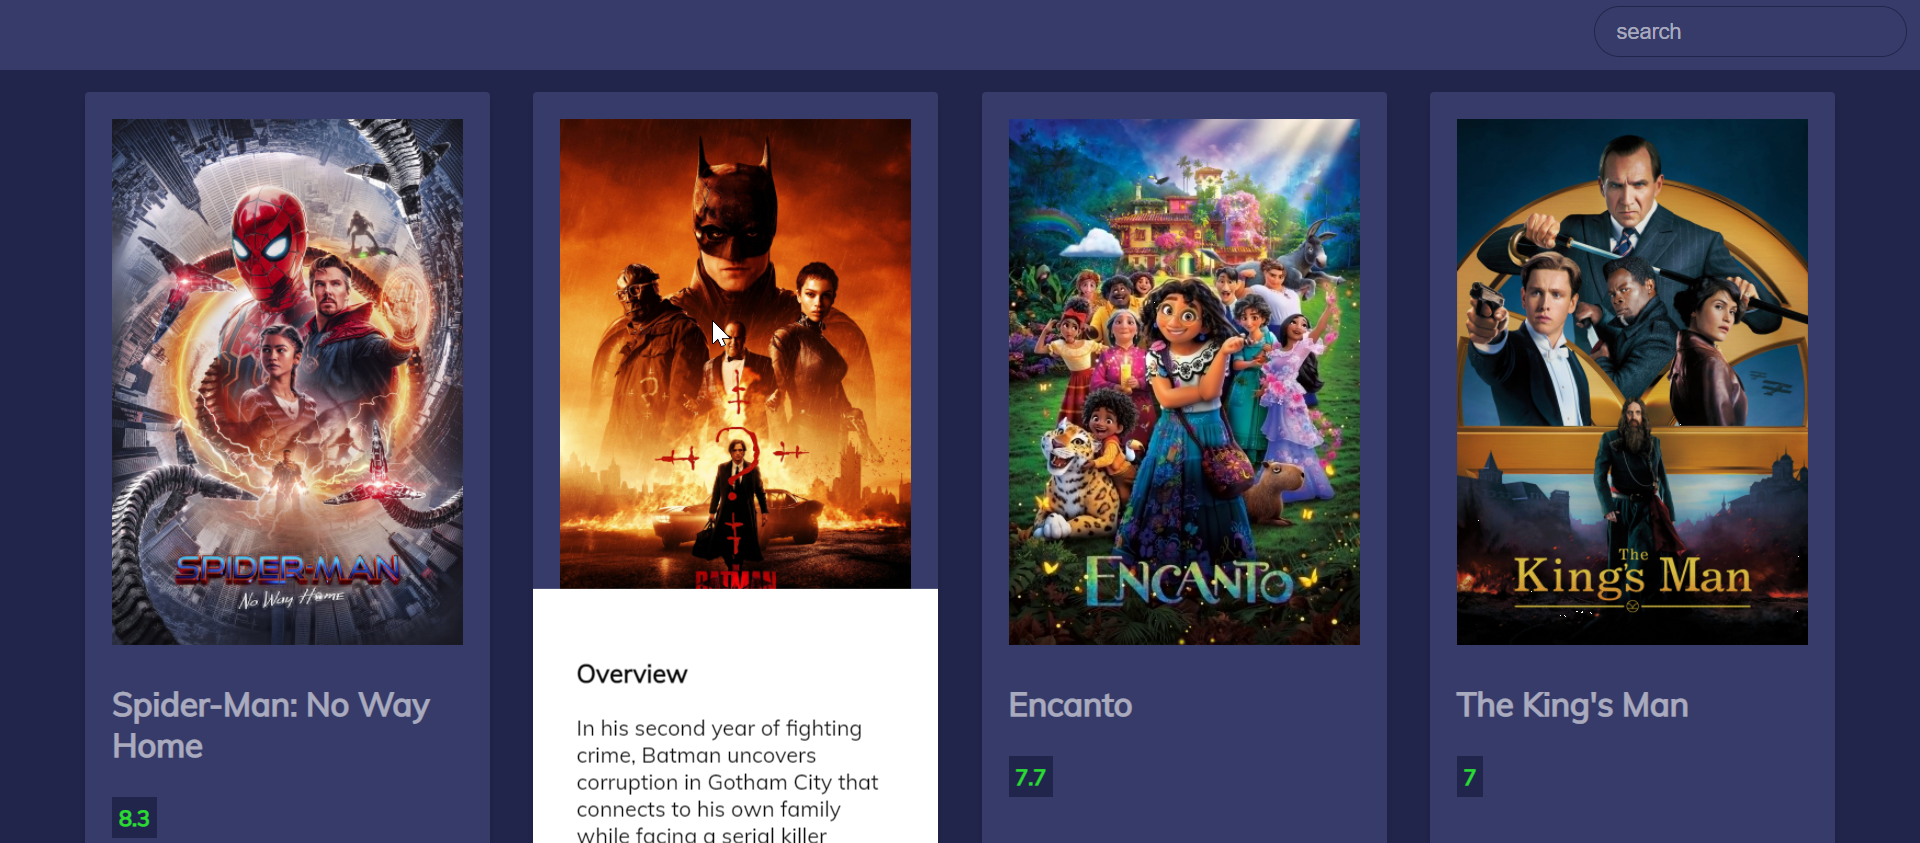 search
SPIDER-MAN
No Way Home
BATMAN
ENCANTO
The
King's Man
Spider-Man: No Way
Home
8.3
Overview
In his second year of fighting
crime, Batman uncovers
corruption in Gotham City that
connects to his own family
while facing a serial killer
Encanto
7.7
The King's Man
7